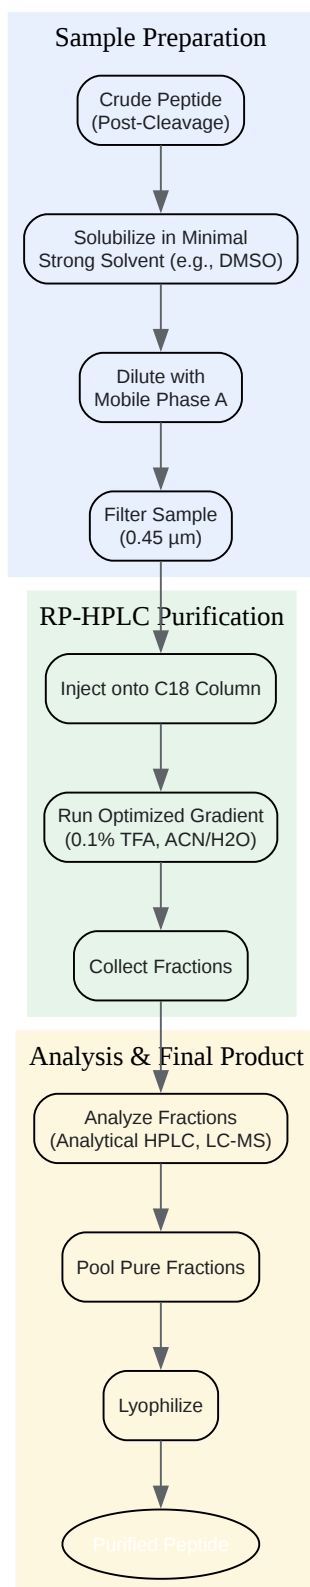 Sample Preparation
Crude Peptide
(Post-Cleavage)
Solubilize in Minimal
Strong Solvent (e.g., DMSO)
Dilute with
Mobile Phase A
Filter Sample
(0.45 µm)
RP-HPLC Purification
Inject onto C18 Column
Run Optimized Gradient
(0.1% TFA, ACN/H2O)
Collect Fractions
Analysis & Final Product
Analyze Fractions
(Analytical HPLC, LC-MS)
Pool Pure Fractions
Lyophilize
Purified Peptide